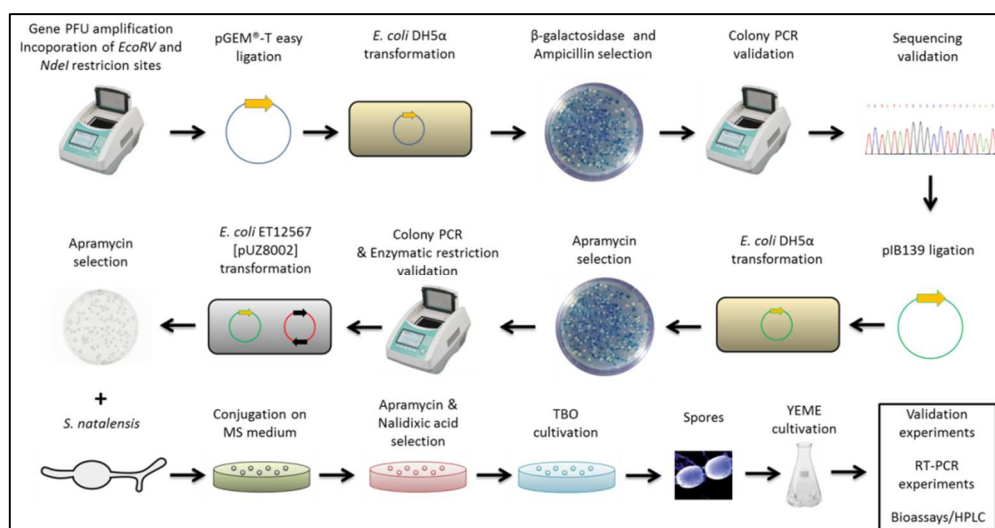 Gene PFU amplification
Incoporation of EcoRV and
NdeI restricion sites
pGEM®-T easy
ligation
E. coli DH5α
transformation
β-galactosidase and
Ampicillin selection
Colony PCR
validation
Sequencing
validation
Apramycin
selection
E. coli ET12567
[pUZ8002]
transformation
Colony PCR
& Enzymatic restriction
validation
Apramycin
selection
E. coli DH5α
transformation
pIB139 ligation
+
S. natalensis
Conjugation on
MS medium
Apramycin &
Nalidixic acid
selection
TBO
cultivation
Spores
YEME
cultivation
Validation
experiments
RT-PCR
experiments
Bioassays/HPLC